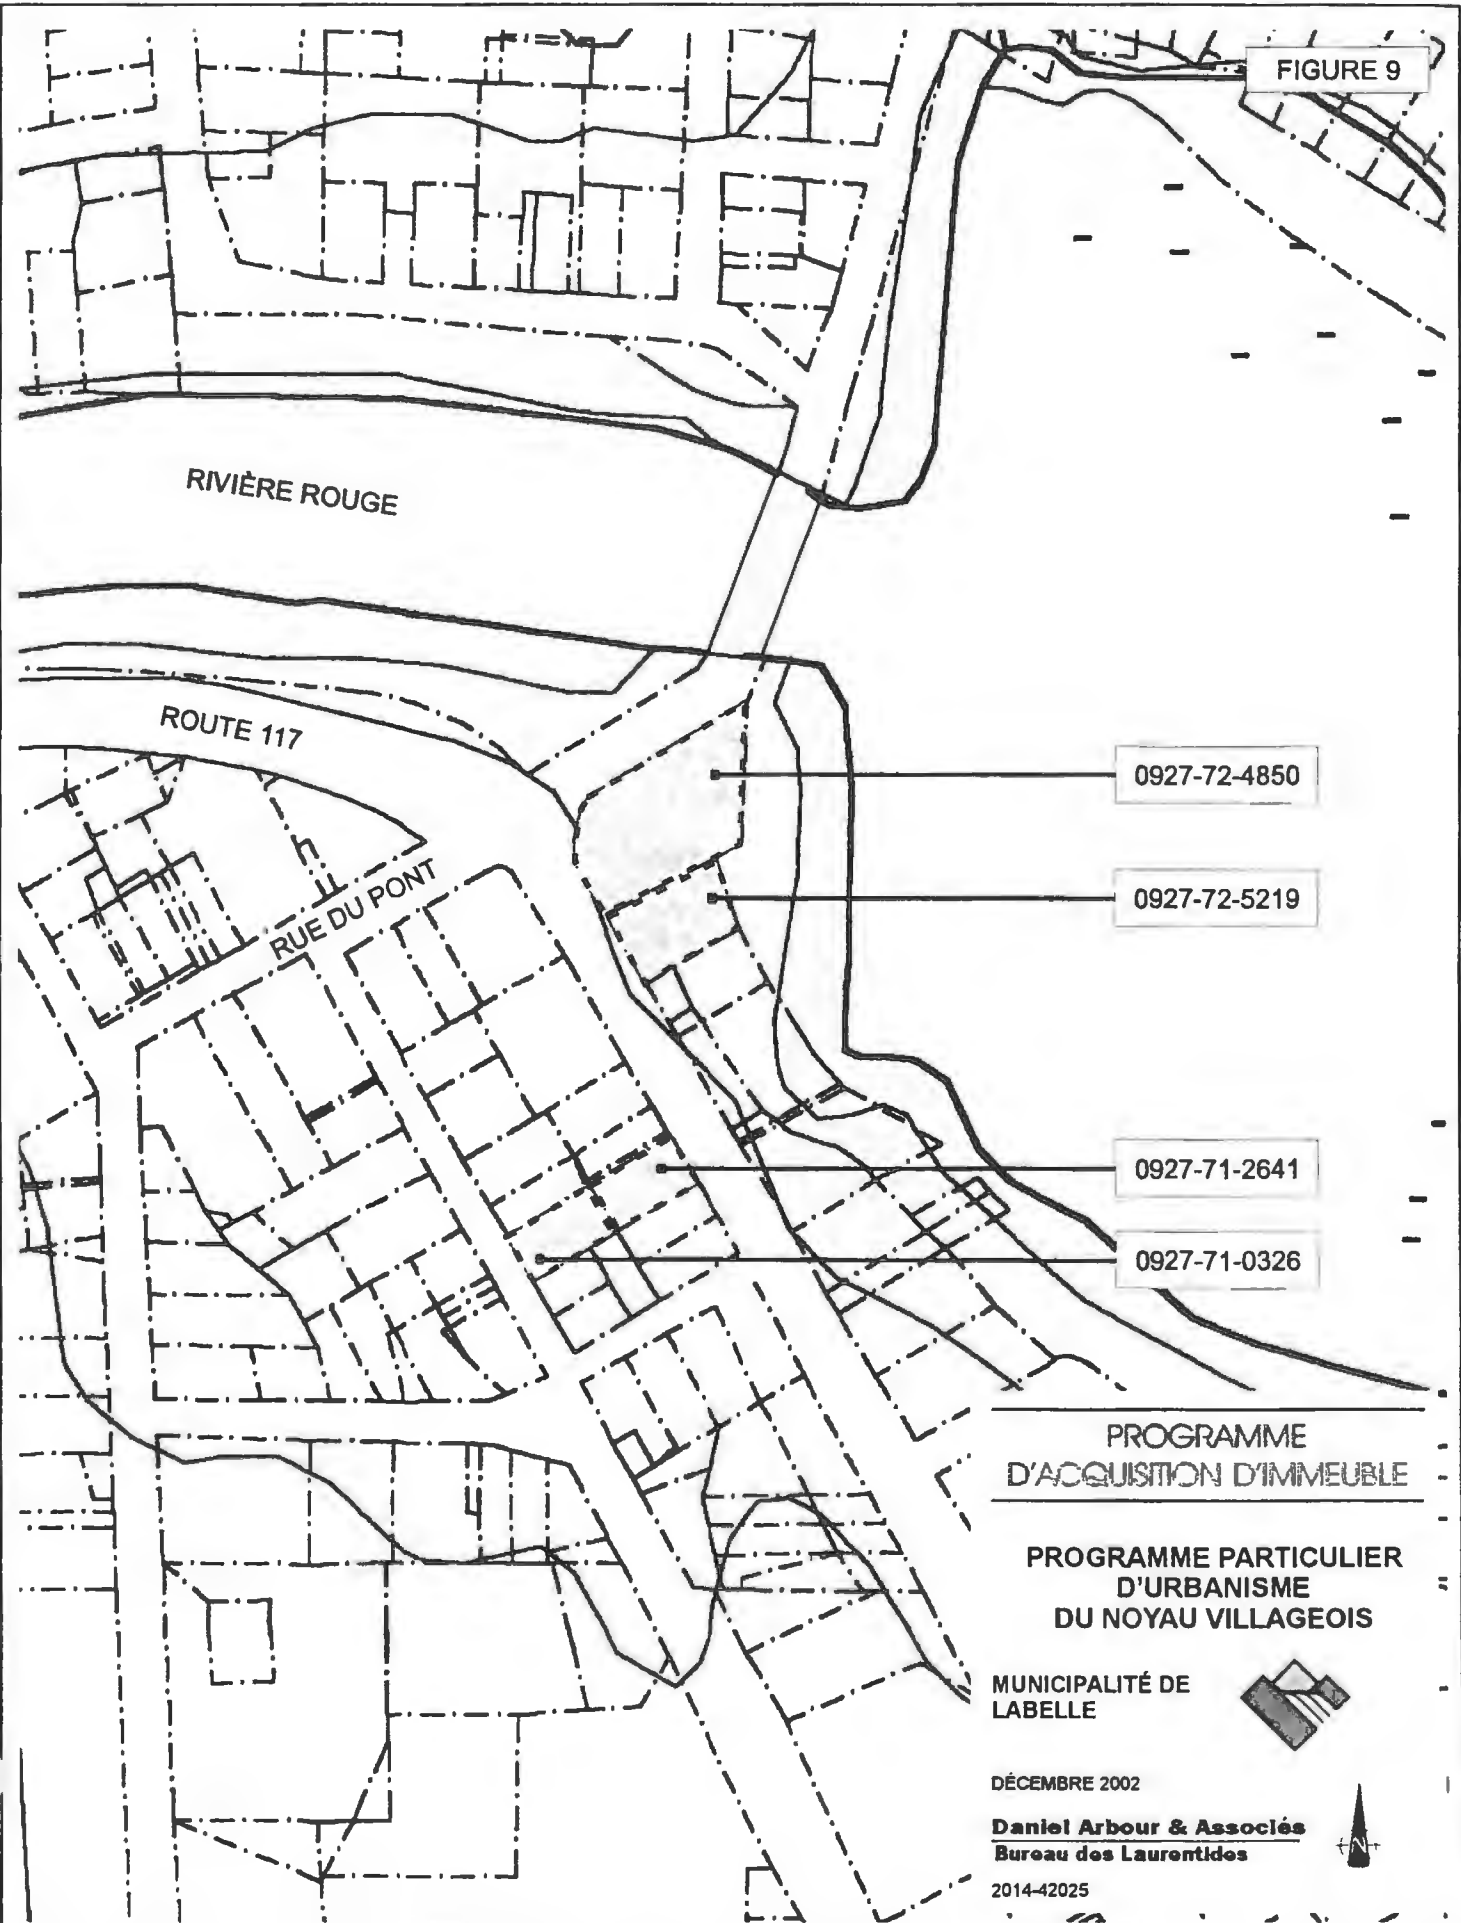 FIGURE 9
RIVIÈRE ROUGE
ROUTE 117
0927-72-4850
RUE DU PONT
0927-72-5219
0927-71-2641
0927-71-0326
PROGRAMME
D'ACQUISITION D'IMMEUBLE
PROGRAMME PARTICULIER
D'URBANISME
DU NOYAU VILLAGEOIS
MUNICIPALITÉ DE
LABELLE
DÉCEMBRE 2002
Daniel Arbour & Associés
Bureau des Laurentides
N
2014-42025